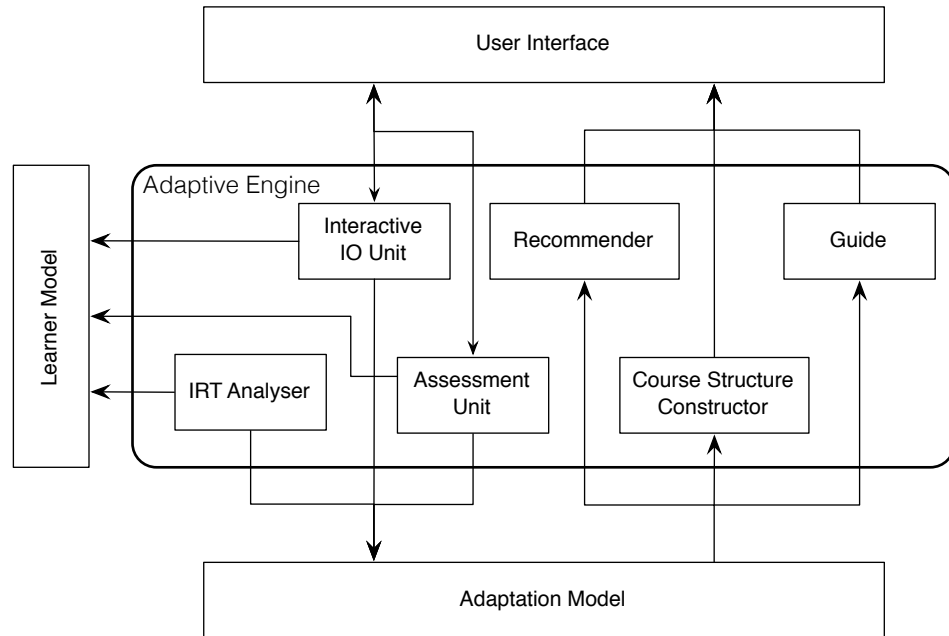 User Interface
Adaptive Engine
Learner Model
Interactive
IO Unit
Recommender
Guide
IRT Analyser
Assessment
Unit
Course Structure
Constructor
Adaptation Model